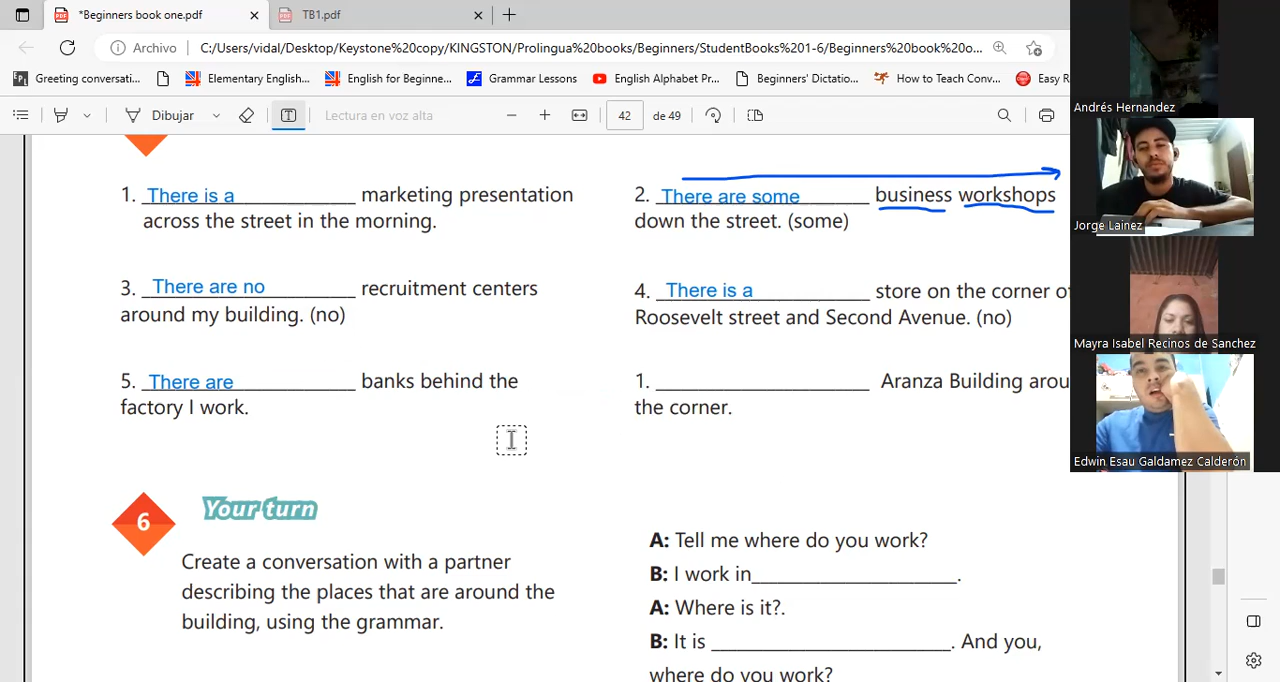 *Beginners book one.pdf
TB1.pdf
Archivo
C:/Users/vidal/Desktop/Keystone%20copy/KINGSTON/Prolingua%20books/Beginners/StudentBooks%201-6/Beginners%20book%20o...
Greeting conversati...
Elementary English...
English for Beginne...
Grammar Lessons
English Alphabet Pr...
Beginners' Dictatio...
How to Teach Conv...
Easy R
Dibujar
Lectura en voz alta
42
de 49
1. There is a marketing presentation
across the street in the morning.
2. There are some business workshops
down the street. (some)
3. There are no recruitment centers
around my building. (no)
4. There is a store on the corner of
Roosevelt street and Second Avenue. (no)
5. There are banks behind the
factory I work.
1. ____________________ Aranza Building arou
the corner.
6
Your turn
Create a conversation with a partner
describing the places that are around the
building, using the grammar.
A: Tell me where do you work?
B: I work in____________________.
A: Where is it?.
B: It is _______________________. And you,
where do you work?
Andrés Hernandez
Jorge Lainez
Mayra Isabel Recinos de Sanchez
Edwin Esau Galdamez Calderón